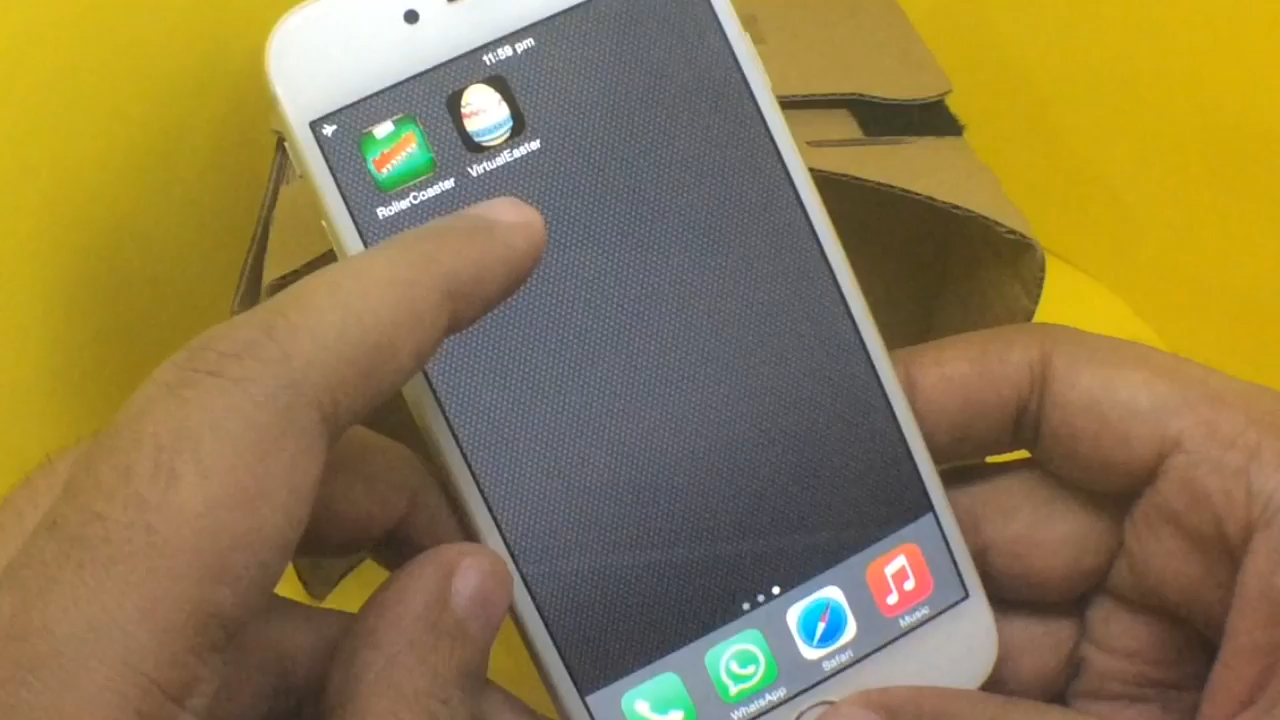 11:59 pm
RollerCoaster
VirtualEaster
WhatsApp
Safari
Music